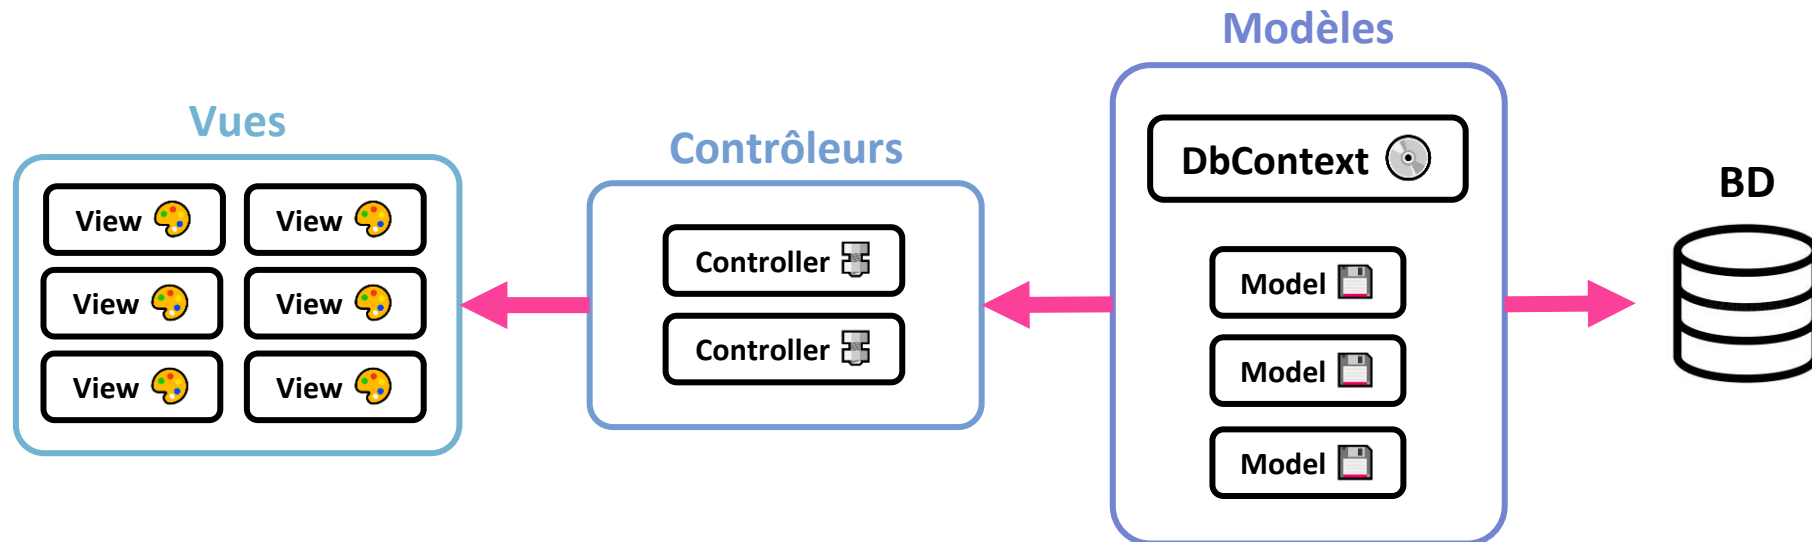 Modèles
Vues
Contrôleurs
DbContext
BD
View View
Controller
Model
View View
Controller
Model
View View
Model